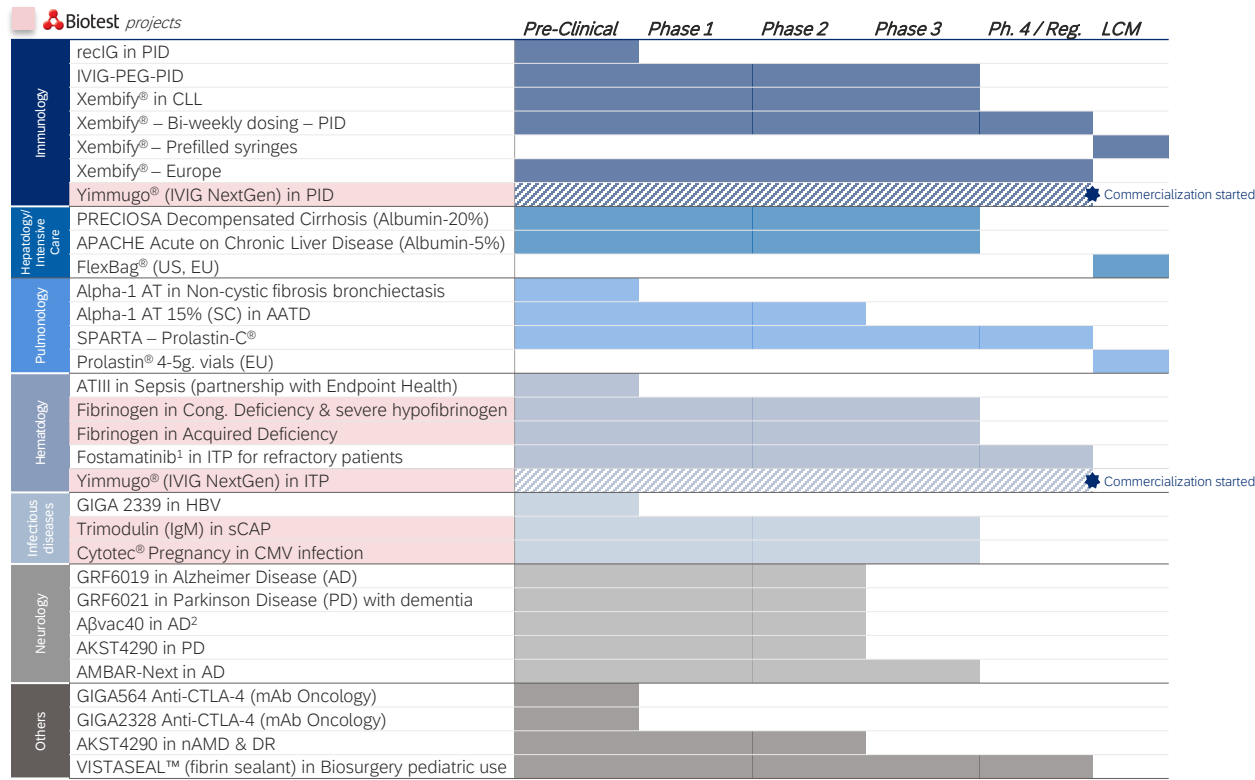 Biotest projects
Pre-Clinical Phase 1 Phase 2 Phase 3 Ph. 4 / Reg. LCM
Immunology
recIG in PID
IVIG-PEG-PID
Xembify® in CLL
Xembify® – Bi-weekly dosing – PID
Xembify® – Prefilled syringes
Xembify® – Europe
Yimmugo® (IVIG NextGen) in PID
Commercialization started
Hepatology/
Intensive
Care
PRECIOSA Decompensated Cirrhosis (Albumin-20%)
APACHE Acute on Chronic Liver Disease (Albumin-5%)
FlexBag® (US, EU)
Pulmonology
Alpha-1 AT in Non-cystic fibrosis bronchiectasis
Alpha-1 AT 15% (SC) in AATD
SPARTA – Prolastin-C®
Prolastin® 4-5g. vials (EU)
Hematology
ATIII in Sepsis (partnership with Endpoint Health)
Fibrinogen in Cong. Deficiency & severe hypofibrinogen
Fibrinogen in Acquired Deficiency
Fostamatinib¹ in ITP for refractory patients
Yimmugo® (IVIG NextGen) in ITP
Commercialization started
Infectious
diseases
GIGA 2339 in HBV
Trimodulin (IgM) in sCAP
Cytotec® Pregnancy in CMV infection
Neurology
GRF6019 in Alzheimer Disease (AD)
GRF6021 in Parkinson Disease (PD) with dementia
Aβvac40 in AD²
AKST4290 in PD
AMBAR-Next in AD
Others
GIGA564 Anti-CTLA-4 (mAb Oncology)
GIGA2328 Anti-CTLA-4 (mAb Oncology)
AKST4290 in nAMD & DR
VISTASEAL™ (fibrin sealant) in Biosurgery pediatric use